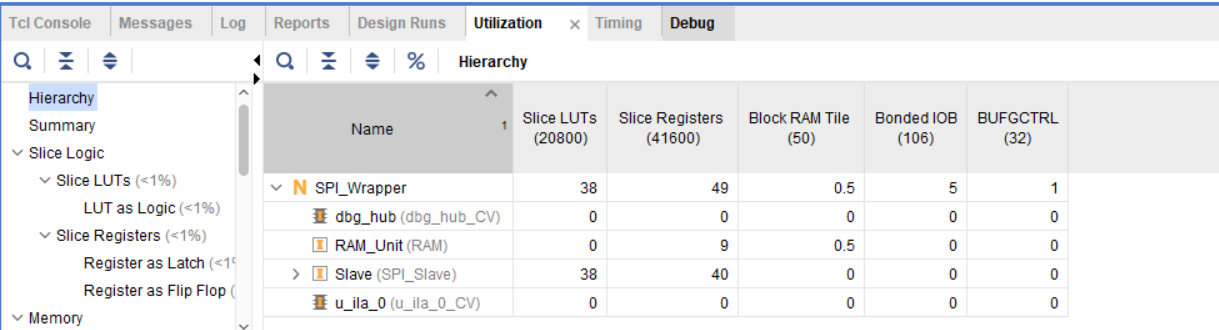 Tcl Console Messages Log Reports Design Runs Utilization × Timing Debug
Hierarchy
Hierarchy
Summary
Slice Logic
Slice LUTs (<1%)
LUT as Logic (<1%)
Slice Registers (<1%)
Register as Latch (<1%
Register as Flip Flop (
Memory
Name 1 Slice LUTs (20800) Slice Registers (41600) Block RAM Tile (50) Bonded IOB (106) BUFGCTRL (32)
N SPI_Wrapper 38 49 0.5 5 1
dbg_hub (dbg_hub_CV) 0 0 0 0 0
RAM_Unit (RAM) 0 9 0.5 0 0
Slave (SPI_Slave) 38 40 0 0 0
u_ila_0 (u_ila_0_CV) 0 0 0 0 0